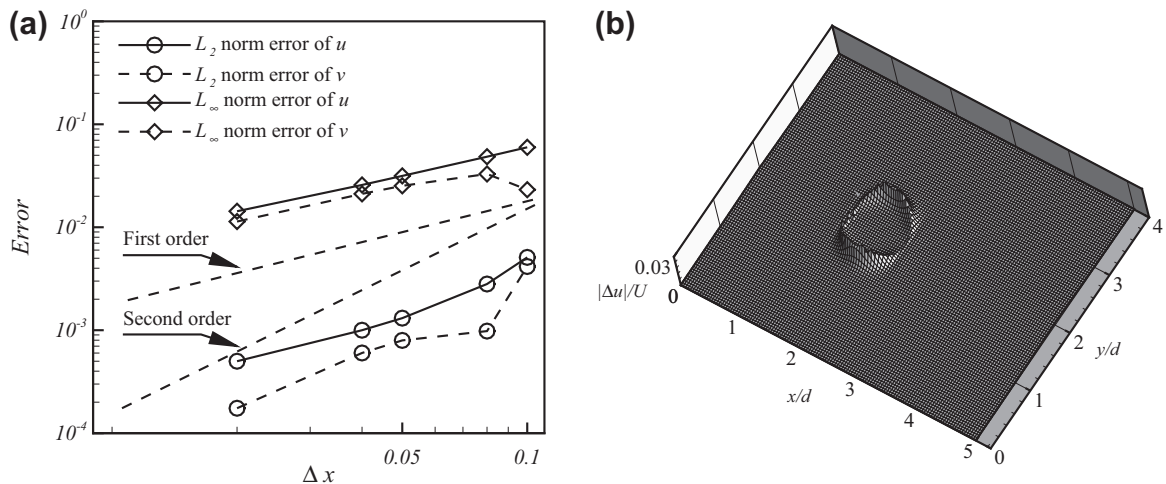 (a)
10^0
10^-1
10^-2
10^-3
10^-4
Error
L_2 norm error of u
L_2 norm error of v
L_∞ norm error of u
L_∞ norm error of v
First order
Second order
0.05
0.1
Δ x
(b)
0.03
|Δu|/U
0
0
1
2
3
4
5
x/d
0
1
2
3
4
y/d